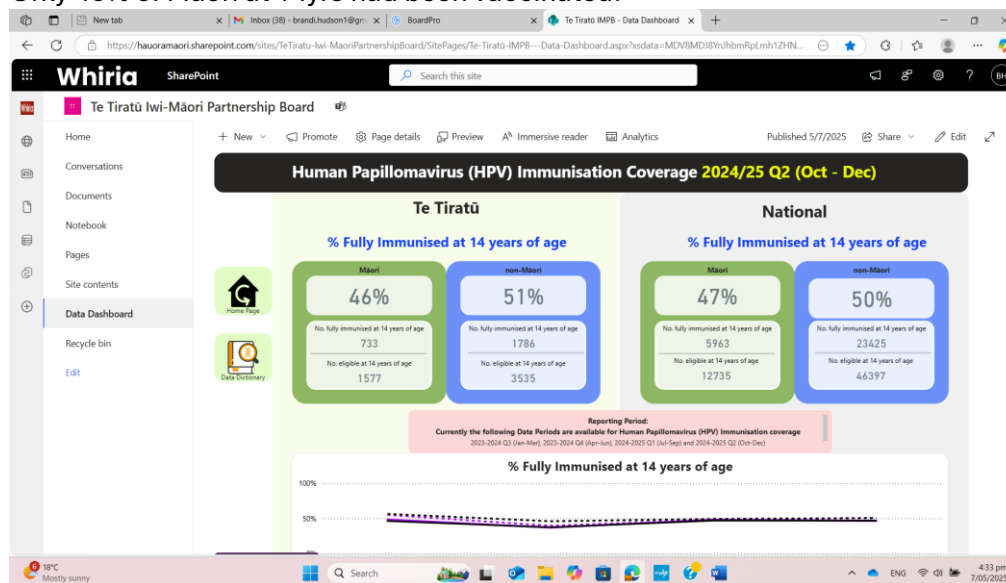 New tab
Inbox (38) - brandi.hudson1@gm
BoardPro
Te Tiratū IMPB - Data Dashboard
https://hauoramaori.sharepoint.com/sites/TeTiratu-Iwi-MaoriPartnershipBoard/SitePages/Te-Tiratū-IMPB---Data-Dashboard.aspx?xsdata=MDV8MDJ8YnJhbmRpLmh1ZHN...
Whiria SharePoint
Search this site
BH
Whiria
TT
Te Tiratū Iwi-Māori Partnership Board
Home
Conversations
Documents
Notebook
Pages
Site contents
Data Dashboard
Recycle bin
Edit
+ New
Promote
Page details
Preview
Immersive reader
Analytics
Published 5/7/2025
Share
Edit
Human Papillomavirus (HPV) Immunisation Coverage 2024/25 Q2 (Oct - Dec)
Home Page
Data Dictionary
Te Tiratū
% Fully Immunised at 14 years of age
Māori
46%
No. fully immunised at 14 years of age
733
No. eligible at 14 years of age
1577
non-Māori
51%
No. fully immunised at 14 years of age
1786
No. eligible at 14 years of age
3535
National
% Fully Immunised at 14 years of age
Māori
47%
No. fully immunised at 14 years of age
5963
No. eligible at 14 years of age
12735
non-Māori
50%
No. fully immunised at 14 years of age
23425
No. eligible at 14 years of age
46397
Reporting Period:
Currently the following Date Periods are available for Human Papillomavirus (HPV) Immunisation coverage
2023-2024 Q3 (Jan-Mar), 2023-2024 Q4 (Apr-Jun), 2024-2025 Q1 (Jul-Sep) and 2024-2025 Q2 (Oct-Dec)
% Fully Immunised at 14 years of age
100%
50%
6
18°C
Mostly sunny
Search
ENG
4:33 pm
7/05/2025